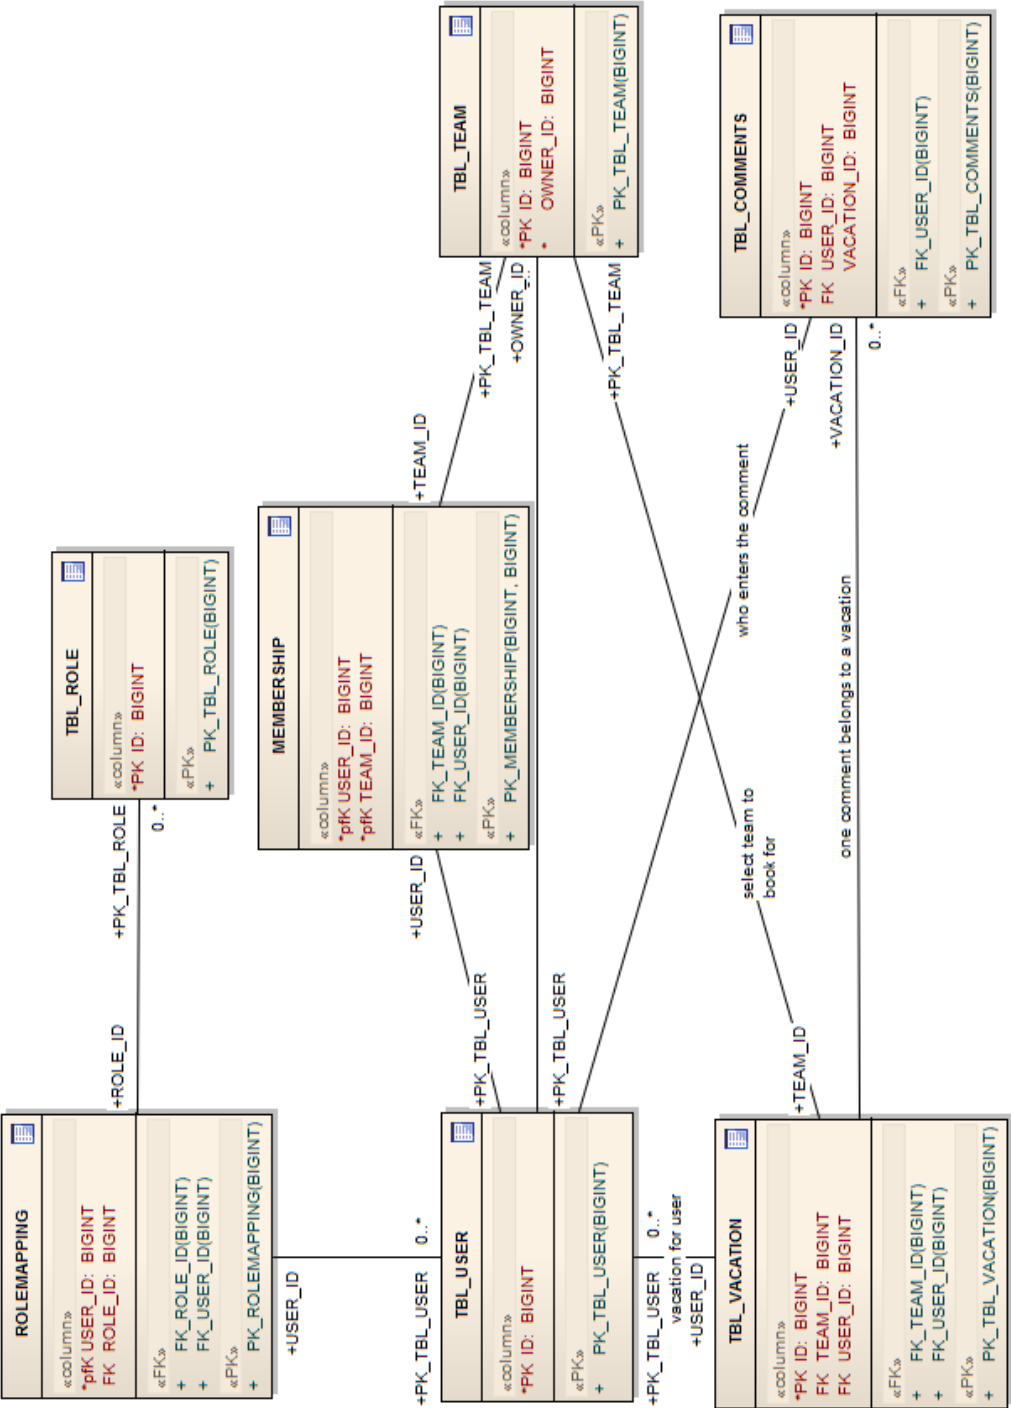 ROLEMAPPING
«column»
*pfK USER_ID: BIGINT
FK ROLE_ID: BIGINT
«FK»
+ FK_ROLE_ID(BIGINT)
+ FK_USER_ID(BIGINT)
«PK»
+ PK_ROLEMAPPING(BIGINT)
+ROLE_ID
+PK_TBL_ROLE
0..*
TBL_ROLE
«column»
*PK ID: BIGINT
«PK»
+ PK_TBL_ROLE(BIGINT)
+USER_ID
+PK_TBL_USER
0..*
MEMBERSHIP
«column»
*pfK USER_ID: BIGINT
*pfK TEAM_ID: BIGINT
«FK»
+ FK_TEAM_ID(BIGINT)
+ FK_USER_ID(BIGINT)
«PK»
+ PK_MEMBERSHIP(BIGINT, BIGINT)
+USER_ID
+TEAM_ID
+PK_TBL_USER
+PK_TBL_TEAM
TBL_USER
«column»
*PK ID: BIGINT
«PK»
+ PK_TBL_USER(BIGINT)
+PK_TBL_USER
+OWNER_ID
TBL_TEAM
«column»
*PK ID: BIGINT
* OWNER_ID: BIGINT
«PK»
+ PK_TBL_TEAM(BIGINT)
+PK_TBL_TEAM
+PK_TBL_USER
0..*
vacation for user
+USER_ID
select team to
book for
who enters the comment
+TEAM_ID
+USER_ID
+VACATION_ID
0..*
one comment belongs to a vacation
TBL_VACATION
«column»
*PK ID: BIGINT
FK TEAM_ID: BIGINT
FK USER_ID: BIGINT
«FK»
+ FK_TEAM_ID(BIGINT)
+ FK_USER_ID(BIGINT)
«PK»
+ PK_TBL_VACATION(BIGINT)
TBL_COMMENTS
«column»
*PK ID: BIGINT
FK USER_ID: BIGINT
VACATION_ID: BIGINT
«FK»
+ FK_USER_ID(BIGINT)
«PK»
+ PK_TBL_COMMENTS(BIGINT)